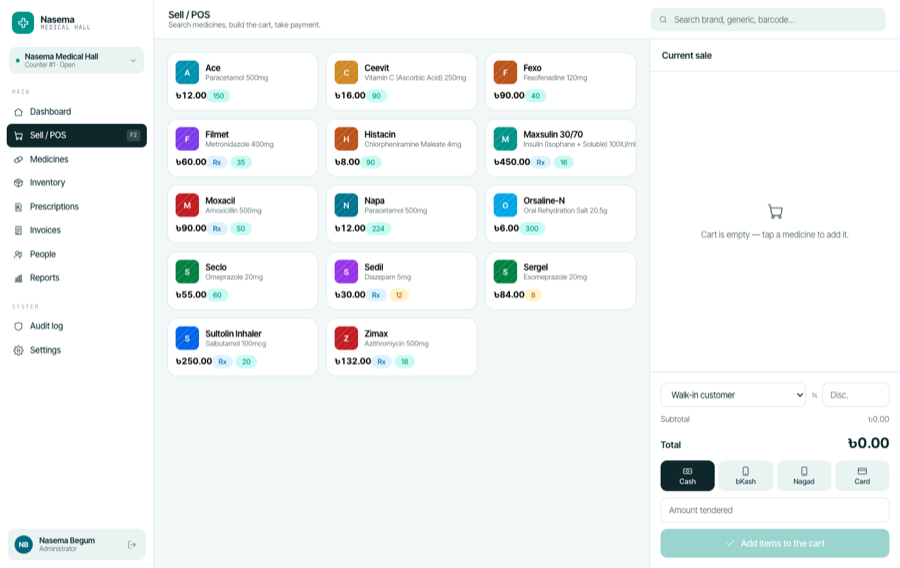 Nasema
MEDICAL HALL
Nasema Medical Hall
Counter #1 · Open
MAIN
Dashboard
Sell / POS F2
Medicines
Inventory
Prescriptions
Invoices
People
Reports
SYSTEM
Audit log
Settings
NB Nasema Begum
Administrator
Sell / POS
Search medicines, build the cart, take payment.
Search brand, generic, barcode...
A Ace
Paracetamol 500mg
৳12.00 150
C Ceevit
Vitamin C (Ascorbic Acid) 250mg
৳16.00 90
F Fexo
Fexofenadine 120mg
৳90.00 40
F Filmet
Metronidazole 400mg
৳60.00 Rx 35
H Histacin
Chlorpheniramine Maleate 4mg
৳8.00 90
M Maxsulin 30/70
Insulin (Isophane + Soluble) 100IU/ml
৳450.00 Rx 16
M Moxacil
Amoxicillin 500mg
৳90.00 Rx 50
N Napa
Paracetamol 500mg
৳12.00 224
O Orsaline-N
Oral Rehydration Salt 20.5g
৳6.00 300
S Seclo
Omeprazole 20mg
৳55.00 60
S Sedil
Diazepam 5mg
৳30.00 Rx 12
S Sergel
Esomeprazole 20mg
৳84.00 8
S Sultolin Inhaler
Salbutamol 100mcg
৳250.00 Rx 20
Z Zimax
Azithromycin 500mg
৳132.00 Rx 18
Current sale
Cart is empty — tap a medicine to add it.
Walk-in customer % Disc.
Subtotal ৳0.00
Total ৳0.00
Cash bKash Nagad Card
Amount tendered
Add items to the cart